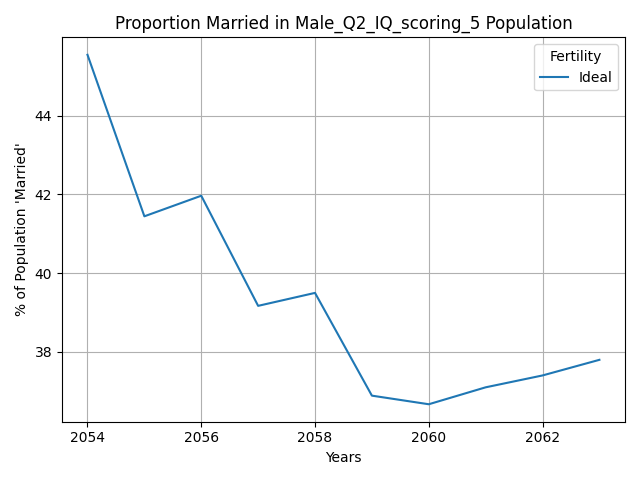 Proportion Married in Male_Q2_IQ_scoring_5 Population
Fertility
Ideal
% of Population 'Married'
44
42
40
38
2054
2056
2058
2060
2062
Years